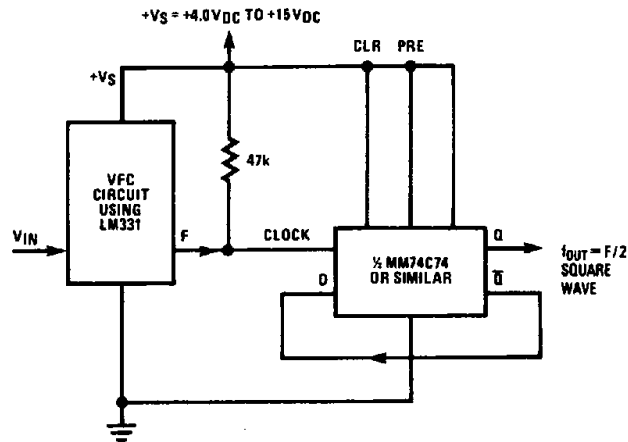 +VS = +4.0VDC TO +15VDC
CLR PRE
+VS
47k
VFC
CIRCUIT
USING
LM331
VIN
F
CLOCK
Q
½ MM74C74
OR SIMILAR
D
Q̅
fOUT = F/2
SQUARE
WAVE